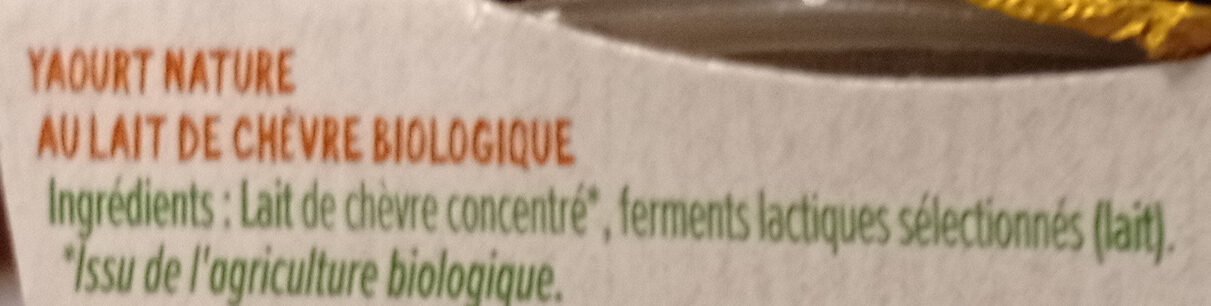 YAOURT NATURE
AU LAIT DE CHÈVRE BIOLOGIQUE
Ingrédients : Lait de chèvre concentré*, ferments lactiques sélectionnés (lait).
*Issu de l'agriculture biologique.